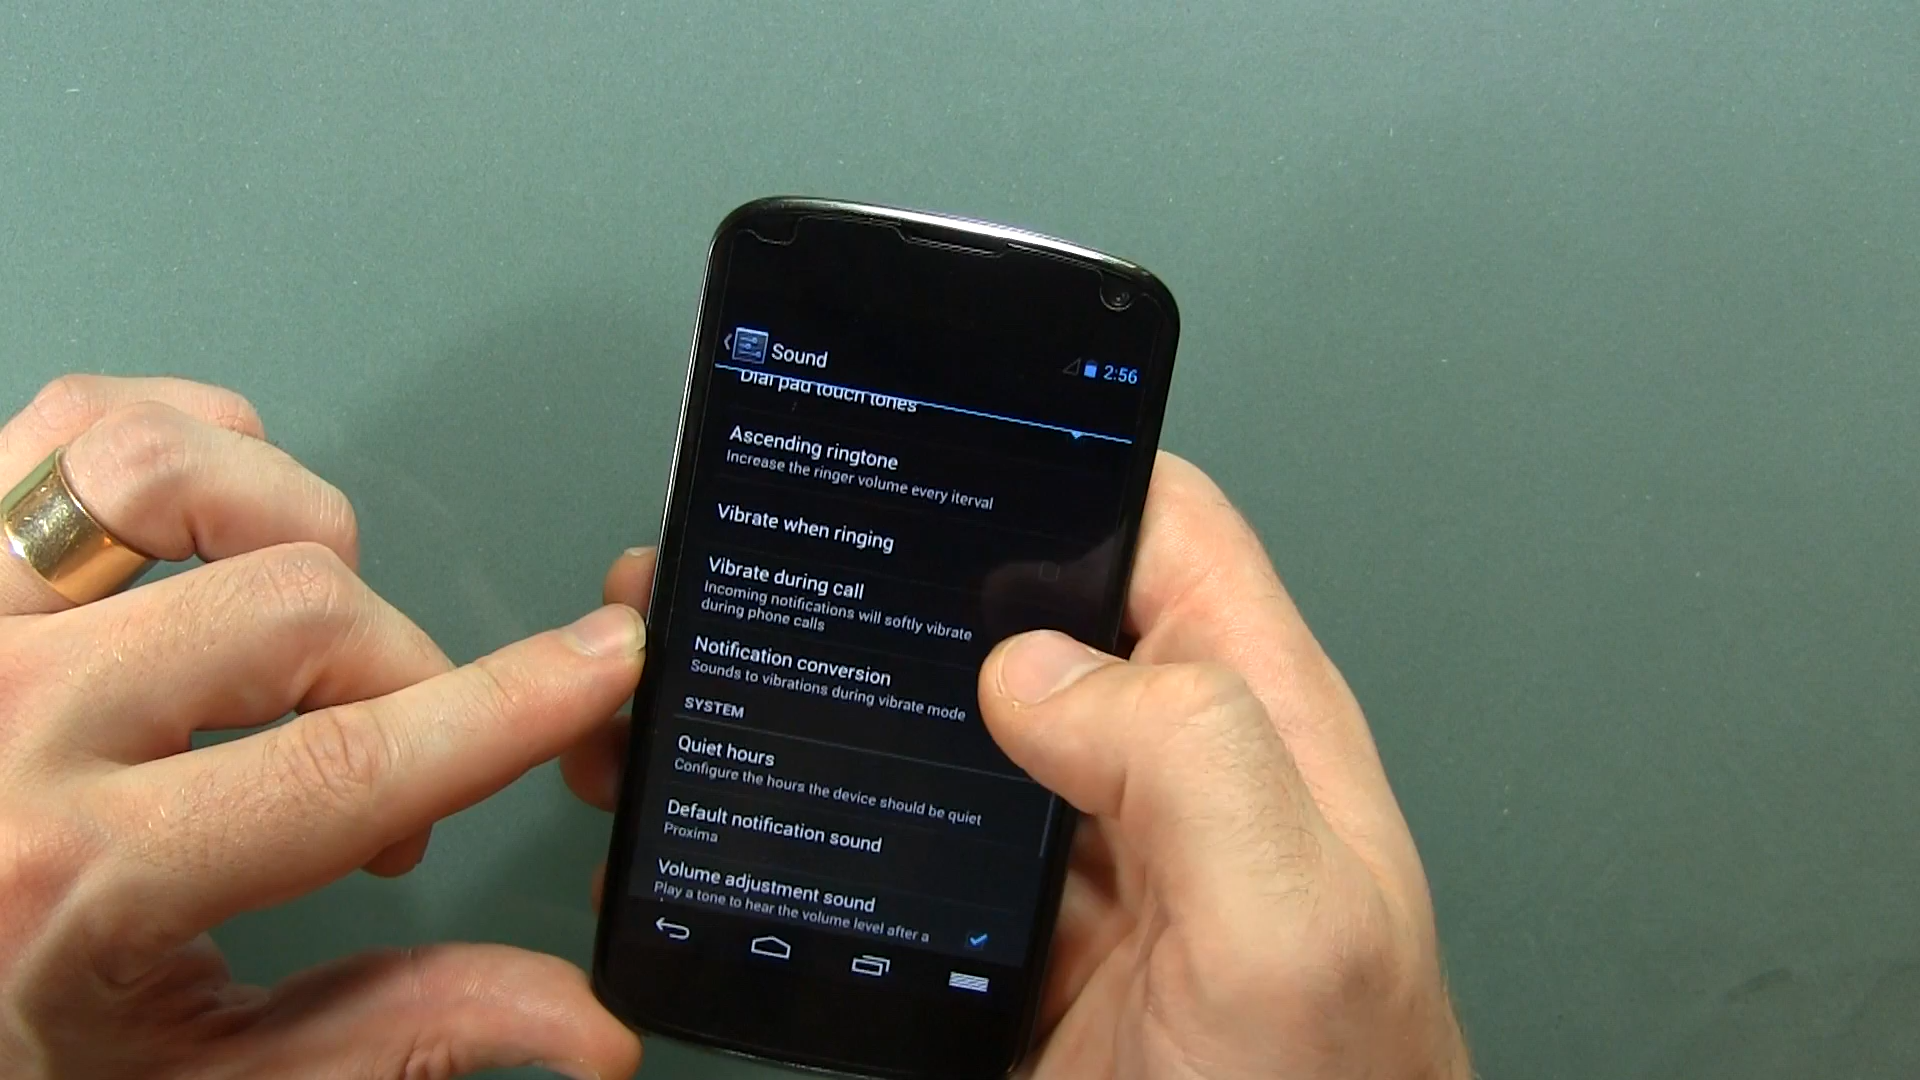 Sound
2:56
Dial pad touch tones
Ascending ringtone
Increase the ringer volume every iterval
Vibrate when ringing
Vibrate during call
Incoming notifications will softly vibrate
during phone calls
Notification conversion
Sounds to vibrations during vibrate mode
SYSTEM
Quiet hours
Configure the hours the device should be quiet
Default notification sound
Proxima
Volume adjustment sound
Play a tone to hear the volume level after a